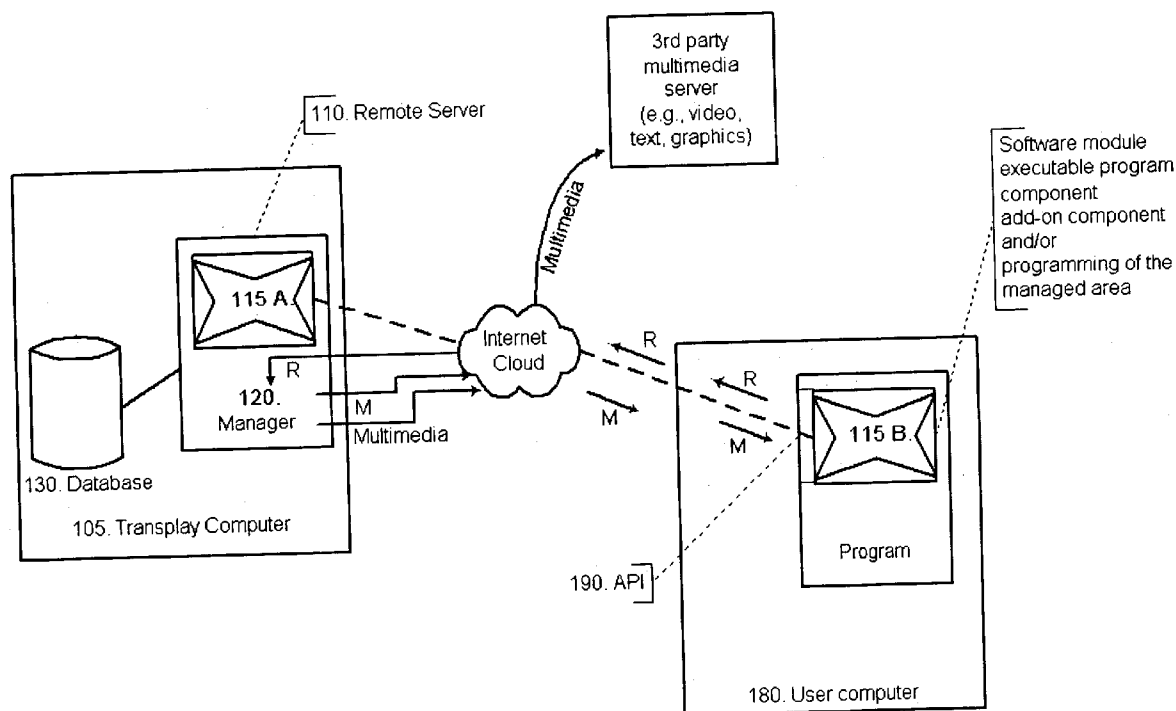 3rd party
multimedia
server
(e.g., video,
text, graphics)
110. Remote Server
Software module
executable program
component
add-on component
and/or
programming of the
managed area
Multimedia
115 A.
Internet
Cloud
R
R
R
120.
Manager
M
Multimedia
M
M
115 B.
130. Database
105. Transplay Computer
Program
190. API
180. User computer